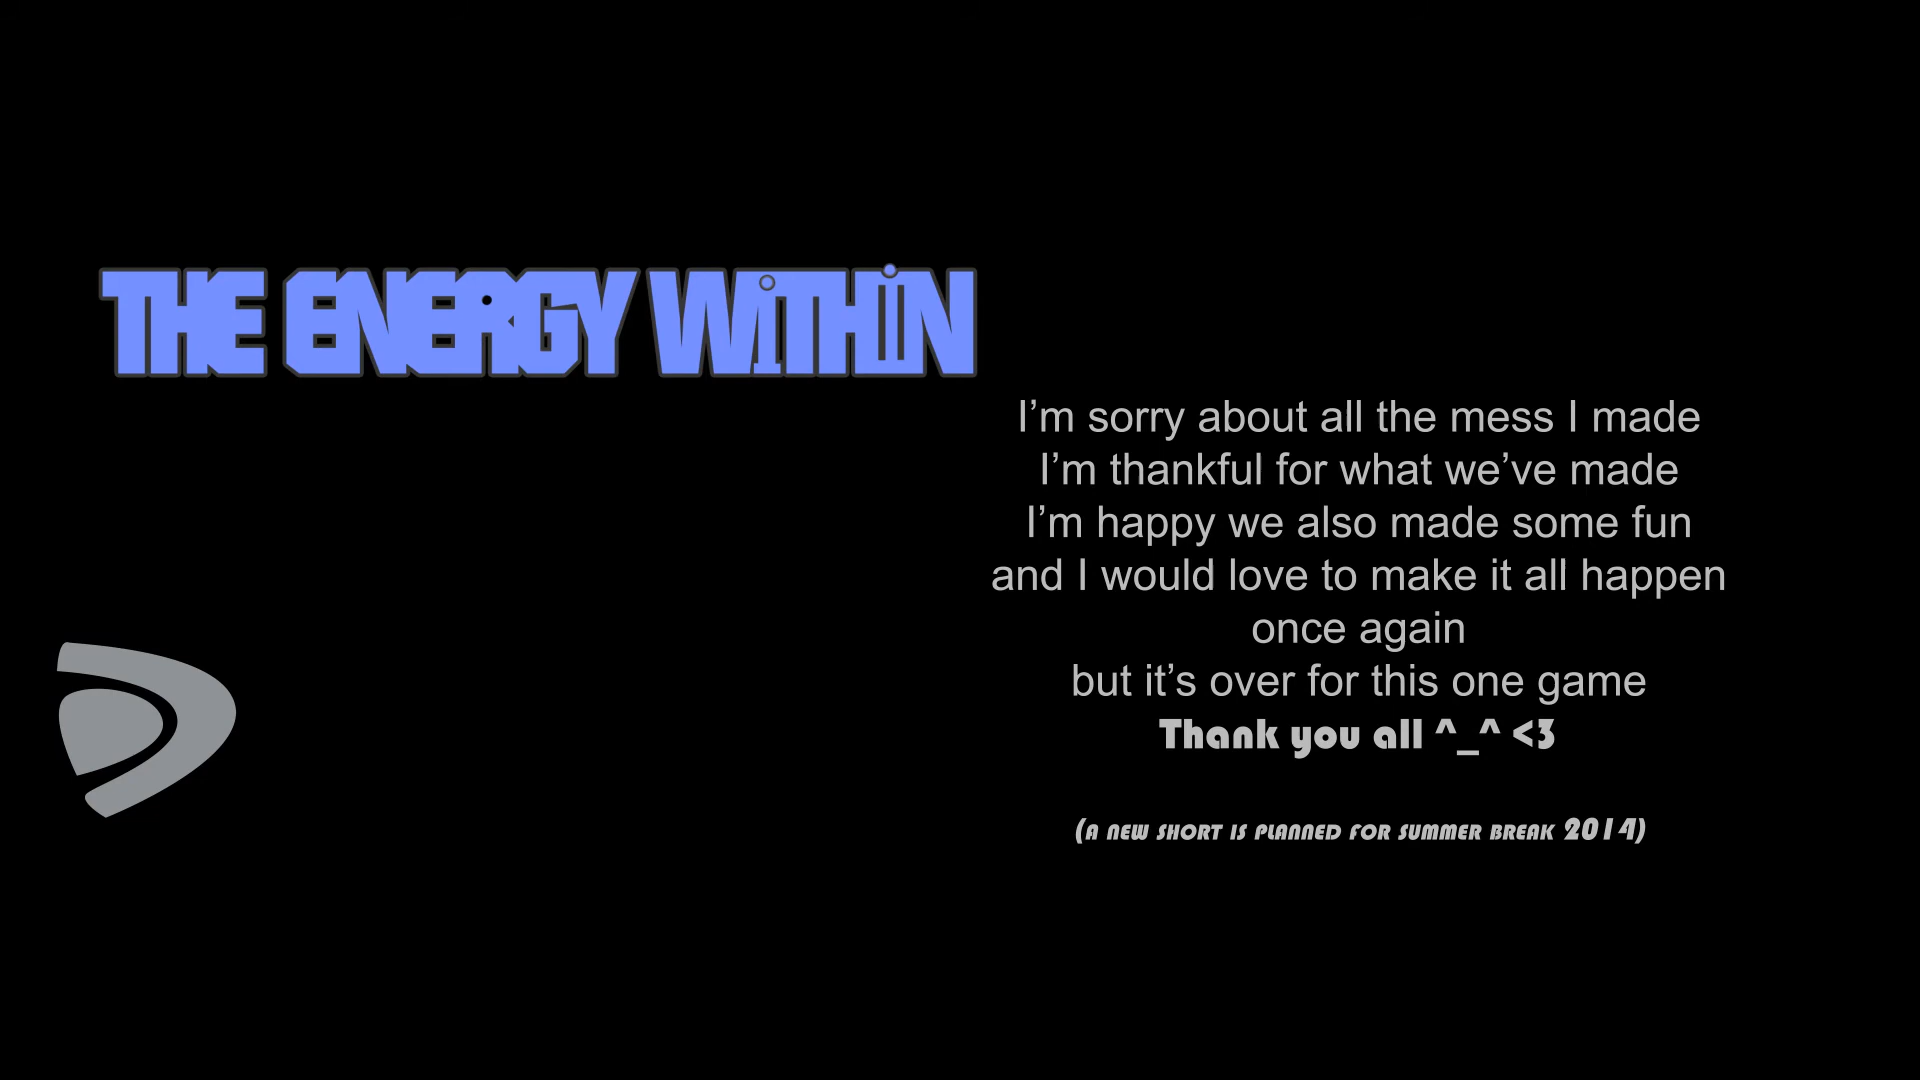 THE ENERGY WITHIN
I’m sorry about all the mess I made
I’m thankful for what we’ve made
I’m happy we also made some fun
and I would love to make it all happen
once again
but it’s over for this one game
Thank you all ^_^ <3
(A NEW SHORT IS PLANNED FOR SUMMER BREAK 2014)